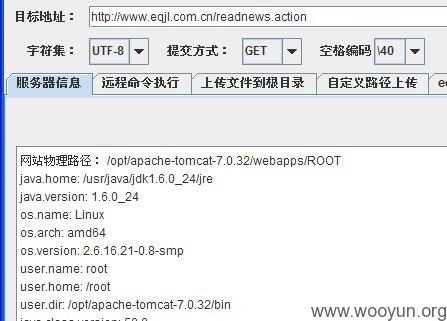 目标地址： http://www.eqjl.com.cn/readnews.action
字符集： UTF-8 提交方式： GET 空格编码 \40
服务器信息 远程命令执行 上传文件到根目录 自定义路径上传
网站物理路径： /opt/apache-tomcat-7.0.32/webapps/ROOT
java.home: /usr/java/jdk1.6.0_24/jre
java.version: 1.6.0_24
os.name: Linux
os.arch: amd64
os.version: 2.6.16.21-0.8-smp
user.name: root
user.home: /root
user.dir: /opt/apache-tomcat-7.0.32/bin
www.wooyun.org